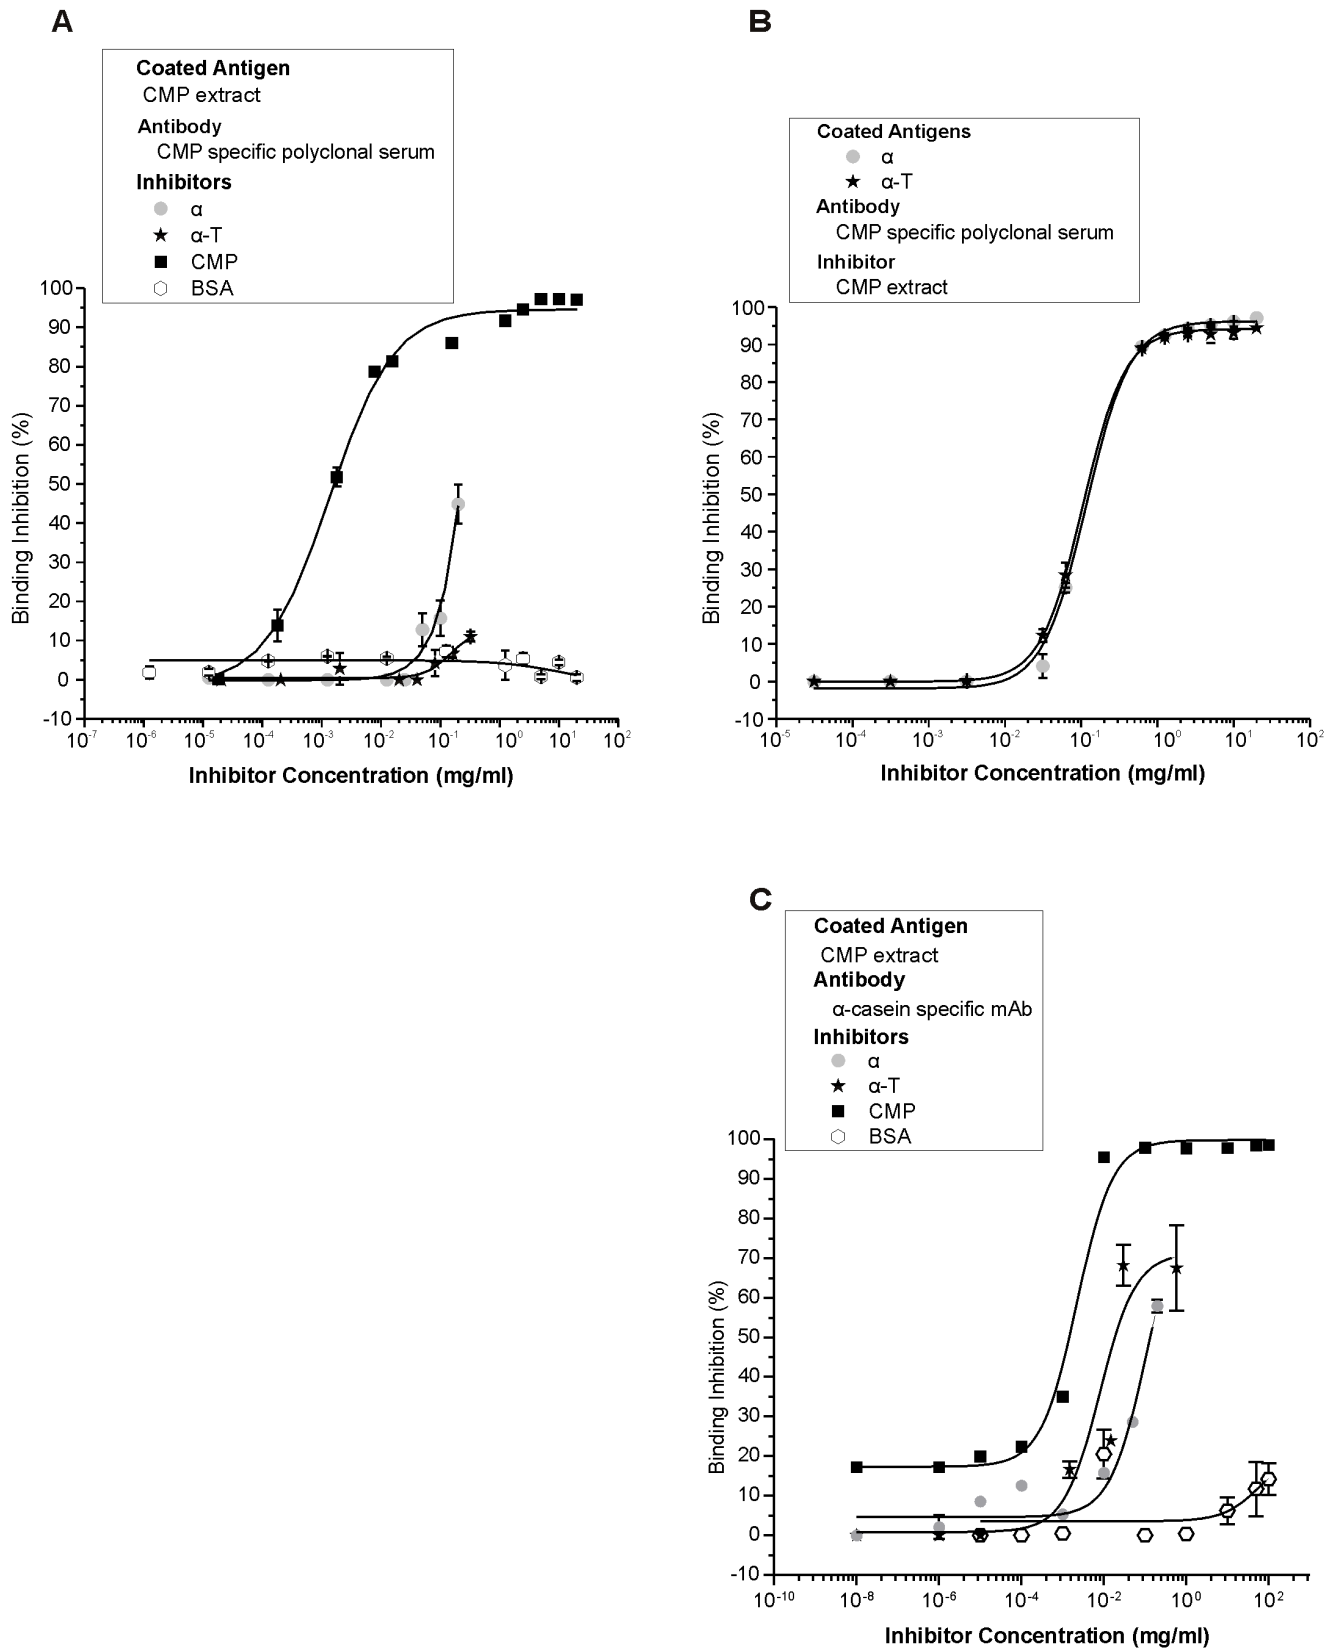 A
Coated Antigen
CMP extract
Antibody
CMP specific polyclonal serum
Inhibitors
α
α-T
CMP
BSA
100
90
80
70
60
50
40
30
20
10
0
-10
Binding Inhibition (%)
10⁻⁷ 10⁻⁶ 10⁻⁵ 10⁻⁴ 10⁻³ 10⁻² 10⁻¹ 10⁰ 10¹ 10²
Inhibitor Concentration (mg/ml)
B
Coated Antigens
α
α-T
Antibody
CMP specific polyclonal serum
Inhibitor
CMP extract
100
90
80
70
60
50
40
30
20
10
0
-10
Binding Inhibition (%)
10⁻⁵ 10⁻⁴ 10⁻³ 10⁻² 10⁻¹ 10⁰ 10¹ 10²
Inhibitor Concentration (mg/ml)
C
Coated Antigen
CMP extract
Antibody
α-casein specific mAb
Inhibitors
α
α-T
CMP
BSA
100
90
80
70
60
50
40
30
20
10
0
-10
Binding Inhibition (%)
10⁻¹⁰ 10⁻⁸ 10⁻⁶ 10⁻⁴ 10⁻² 10⁰ 10²
Inhibitor Concentration (mg/ml)